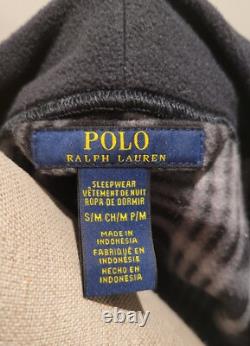 POLO
RALPH LAUREN
SLEEPWEAR
VÊTEMENT DE NUIT
ROPA DE DORMIR
S/M CH/M P/M
MADE IN
INDONESIA
FABRIQUÉ EN
INDONÉSIE
HECHO EN
INDONESIA